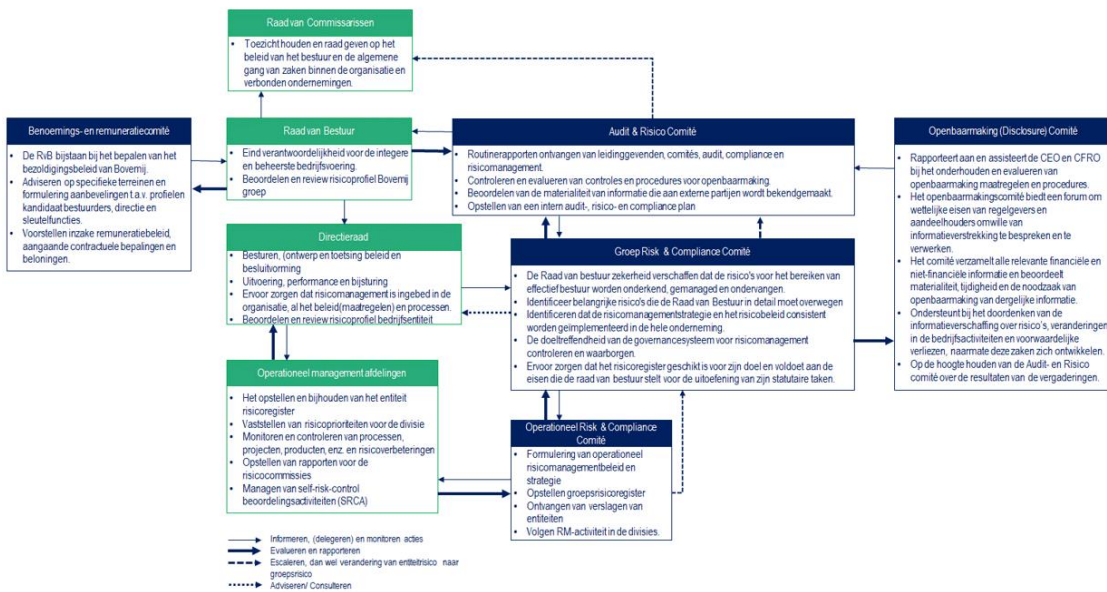 Raad van Commissarissen
• Toezicht houden en raad geven op het
beleid van het bestuur en de algemene
gang van zaken binnen de organisatie en
verbonden ondernemingen.
Benoemings- en remuneratiecomité
• De RvB bijstaan bij het bepalen van het
bezoldigingsbeleid van Bovemij.
• Adviseren op specifieke terreinen en
formulering aanbevelingen t.a.v. profielen
kandidaat bestuurders, directie en
sleutelfuncties.
• Voorstellen inzake remuneratiebeleid,
aangaande contractuele bepalingen en
beloningen.
Raad van Bestuur
• Eind verantwoordelijkheid voor de integere
en beheerste bedrijfsvoering.
• Beoordelen en review risicoprofiel Bovemij
groep
Audit & Risico Comité
• Routinerapporten ontvangen van leidinggevenden, comités, audit, compliance en
risicomanagement.
• Controleren en evalueren van controles en procedures voor openbaarmaking.
• Beoordelen van de materialiteit van informatie die aan externe partijen wort bekendgemaakt.
• Opstellen van een intern audit-, risico- en compliance plan
Openbaarmaking (Disclosure) Comité
• Rapporteert aan en assisteert de CEO en CFRO
bij het onderhouden en evalueren van
openbaarmaking maatregelen en procedures.
• Het openbaarmakingscomité biedt een forum om
wettelijke eisen van regelgevers en
aandeelhouders omwille van
informatieverstrekking te bespreken en te
verwerken.
• Het comité verzamelt alle relevante financiële en
niet-financiële informatie en beoordeelt
materialiteit, tijdigheid en de noodzaak van
openbaarmaking van dergelijke informatie.
• Ondersteunt bij het doordenken van de
informatieverschaffing over risico's, veranderingen
in de bedrijfsactiviteiten en voorwaardelijke
verliezen, naarmate deze zaken zich ontwikkelen.
• Op de hoogte houden van de Audit- en Risico
comité over de resultaten van de vergaderingen.
Directieraad
• Besturen, (ontwerp en toetsing beleid en
besluitvorming
• Uitvoering, performance en bijsturing
• Ervoor zorgen dat risicomanagement is ingebed in de
organisatie, al het beleid(maatregelen) en processen.
• Beoordelen en review risicoprofiel bedrijfsentiteit
Groep Risk & Compliance Comité
• De Raad van bestuur zekerheid verschaffen dat de risico's voor het bereiken van
effectief bestuur worden onderkend, gemanaged en ondervangen.
• Identificeer belangrijke risico's die de Raad van Bestuur in detail moet overwegen
• Identificeren dat de risicomanagementstrategie en het risicobeleid consistent
worden geïmplementeerd in de hele onderneming.
• De doeltreffendheid van de governancesysteem voor risicomanagement
controleren en waarborgen.
• Ervoor zorgen dat het risicoregister geschikt is voor zijn doel en voldoet aan de
eisen die de raad van bestuur stelt voor de uitoefening van zijn statutaire taken.
Operationeel management afdelingen
• Het opstellen en bijhouden van het entiteit
risicoregister
• Vaststellen van risicoprioriteiten voor de divisie
• Monitoren en controleren van processen,
projecten, producten, enz. en risicoverbeteringen
• Opstellen van rapporten voor de
risicocommissies
• Managen van self-risk-control
beoordelingsactiviteiten (SRCA)
Operationeel Risk & Compliance
Comité
• Formulering van operationeel
risicomanagementbeleid en
strategie
• Opstellen groepsrisicoregister
• Ontvangen van verslagen van
entiteiten
• Volgen RM-activiteit in de divisies.
Informeren, (delegeren) en monitoren acties
Evalueren en rapporteren
Escaleren, dan wel verandering van entiteitrisico naar
groepsrisico
Adviseren/ Consulteren